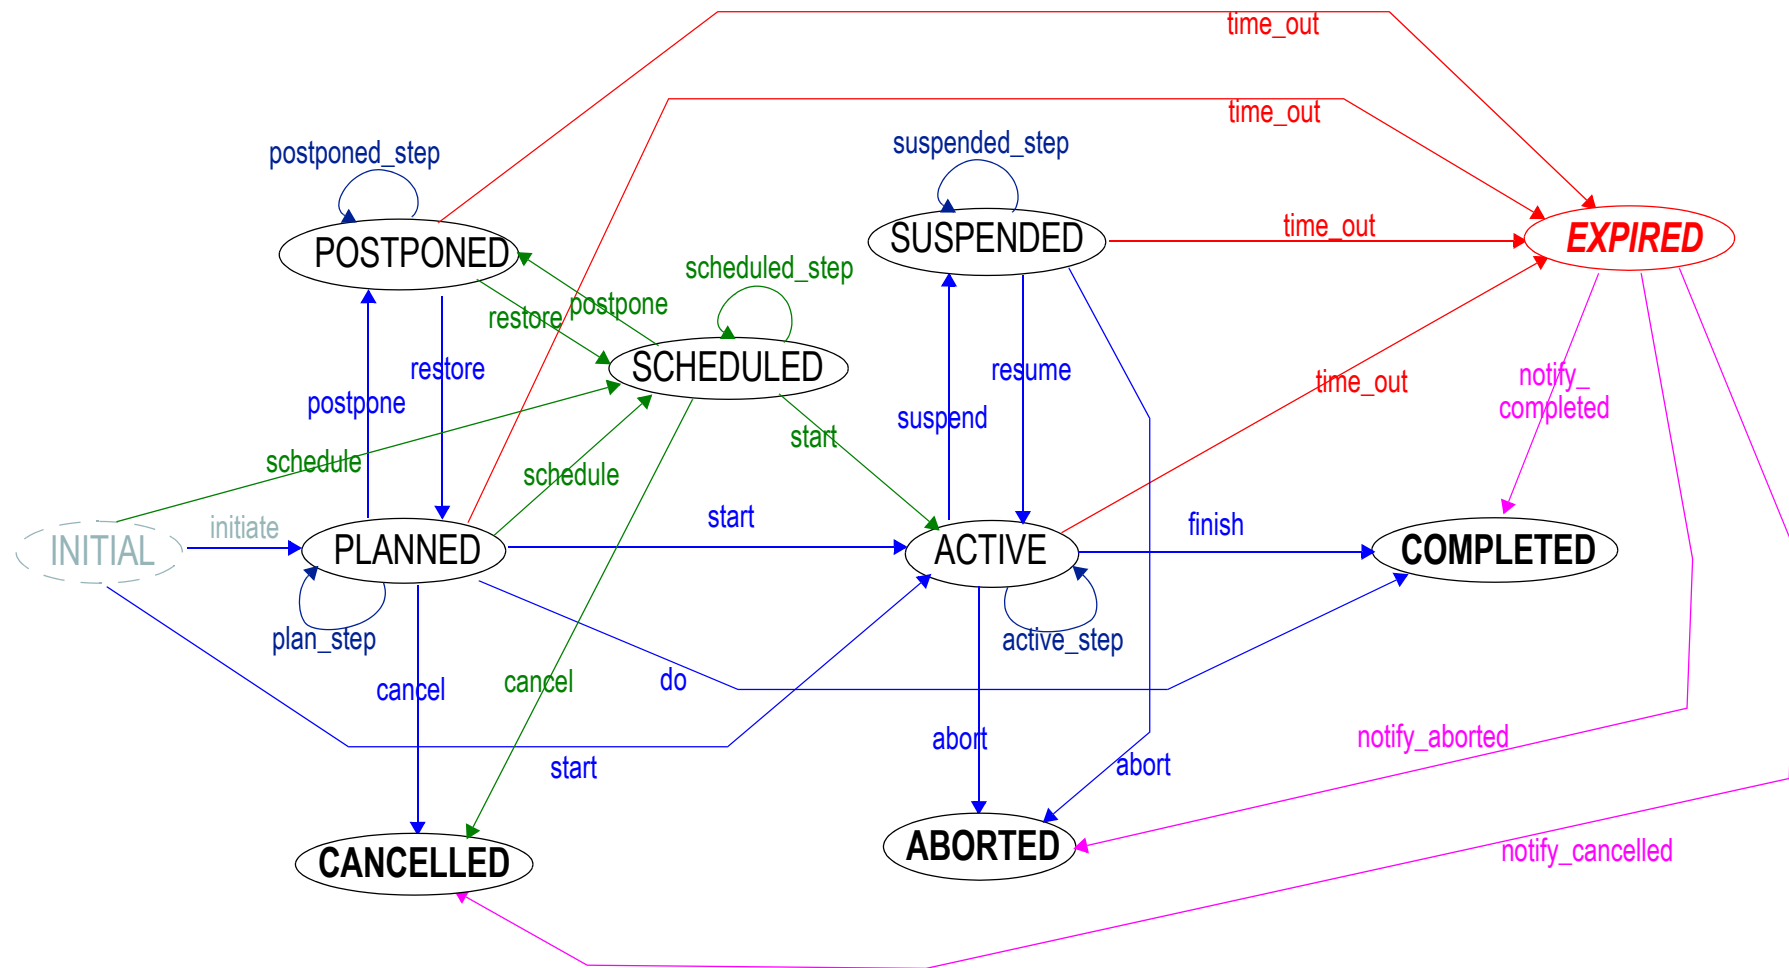 time_out
time_out
postponed_step
suspended_step
POSTPONED
SUSPENDED
time_out
EXPIRED
scheduled_step
restore
postpone
SCHEDULED
restore
resume
time_out
notify_
completed
postpone
suspend
start
schedule
schedule
initiate
start
finish
INITIAL
PLANNED
ACTIVE
COMPLETED
plan_step
active_step
cancel
cancel
do
abort
notify_aborted
start
abort
CANCELLED
ABORTED
notify_cancelled